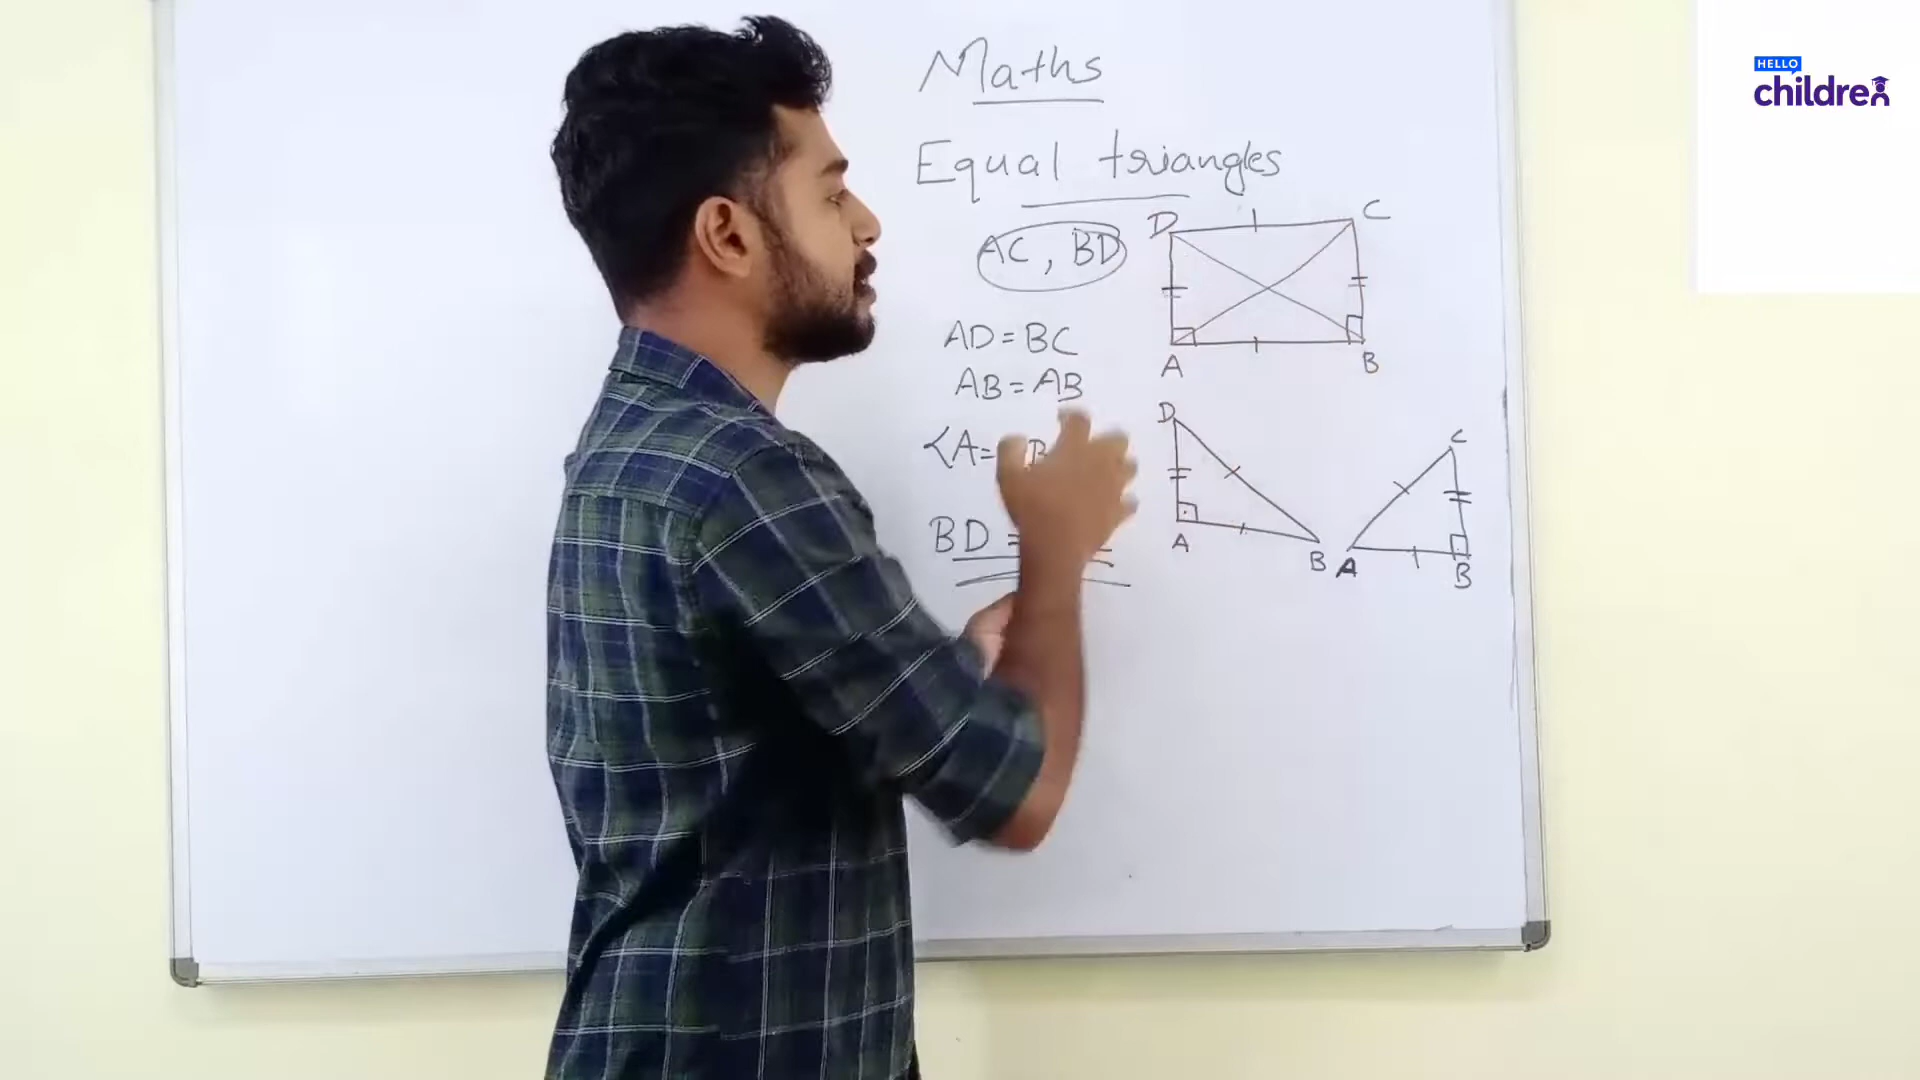 HELLO
children
Maths
Equal triangles
AC, BD
D
C
A
B
AD = BC
AB = AB
<A = B
BD =
D
A
B
C
A
B